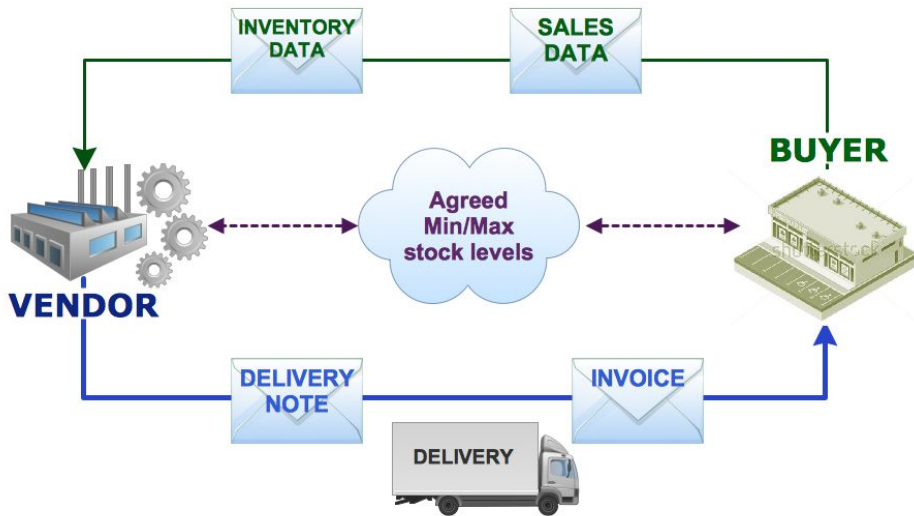 INVENTORY
DATA
SALES
DATA
BUYER
Agreed
Min/Max
stock levels
VENDOR
DELIVERY
NOTE
INVOICE
DELIVERY